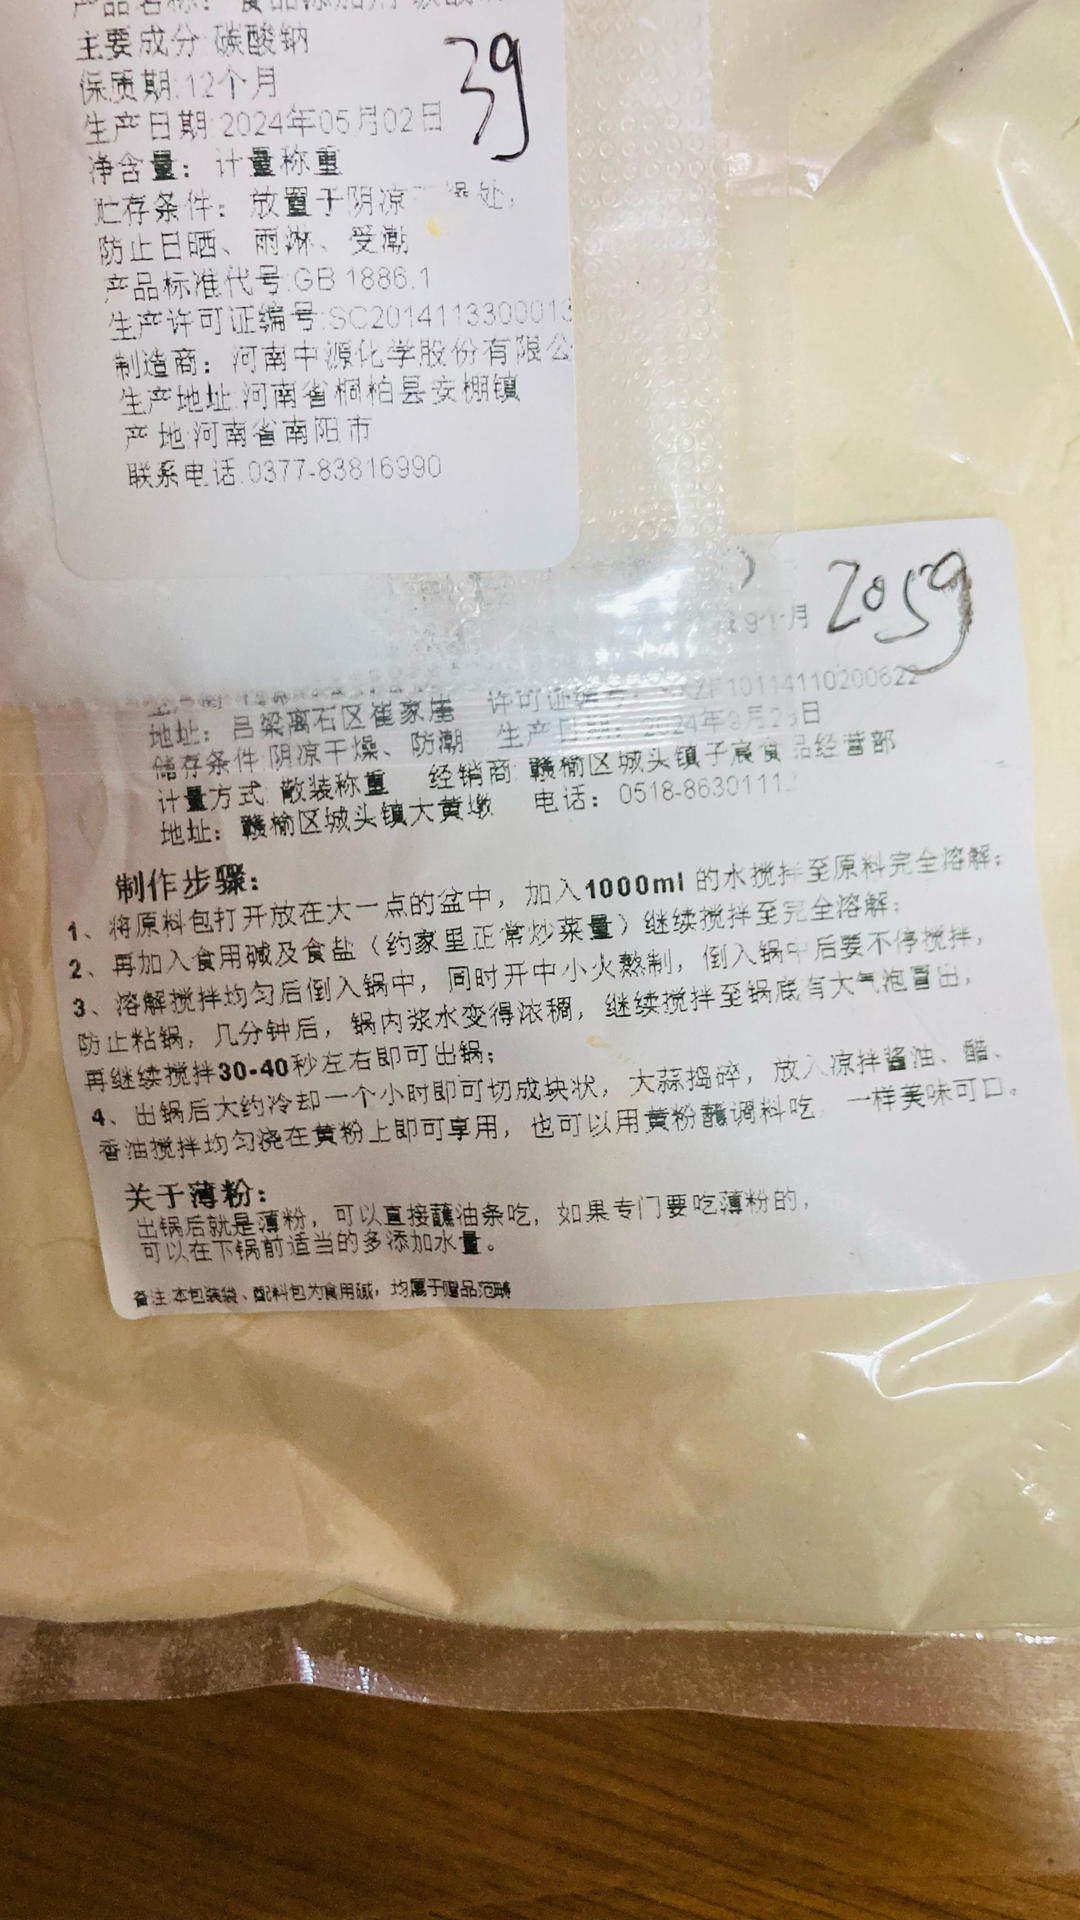 主要成分:碳酸钠
39
保质期:12个月
生产日期:2024年05月02日
净含量：计量称重
贮存条件：放置于阴凉 处，
防止日晒、雨淋、受潮
产品标准代号:GB 1886.1
生产许可证编号:SC2014113300013
制造商：河南中源化学股份有限公
生产地址:河南省桐柏县安棚镇
产地:河南省南阳市
联系电话:0377-83816990
2059
月
地址：吕梁离石区崔家崖 许可证编号：
储存条件:阴凉干燥、防潮 生产日期：2024年9月
计量方式:散装称重 经销商:赣榆区城头镇子宸食品经营部
地址：赣榆区城头镇大黄墩 电话：0518-8630111
制作步骤：
1、将原料包打开放在大一点的盆中，加入1000ml 的水搅拌至原料完全溶解；
2、再加入食用碱及食盐（约家里正常炒菜量）继续搅拌至完全溶解；
3、溶解搅拌均匀后倒入锅中，同时开中小火熬制，倒入锅中后要不停搅拌，
防止粘锅，几分钟后，锅内浆水变得浓稠，继续搅拌至锅底有大气泡冒出，
再继续搅拌30-40秒左右即可出锅；
4、出锅后大约冷却一个小时即可切成块状，大蒜捣碎，放入凉拌酱油、醋、
香油搅拌均匀浇在黄粉上即可享用，也可以用黄粉蘸调料吃 一样美味可口。
关于薄粉：
出锅后就是薄粉，可以直接蘸油条吃，如果专门要吃薄粉的，
可以在下锅前适当的多添加水量。
备注:本包装袋、配料包为食用碱，均属于赠品范畴